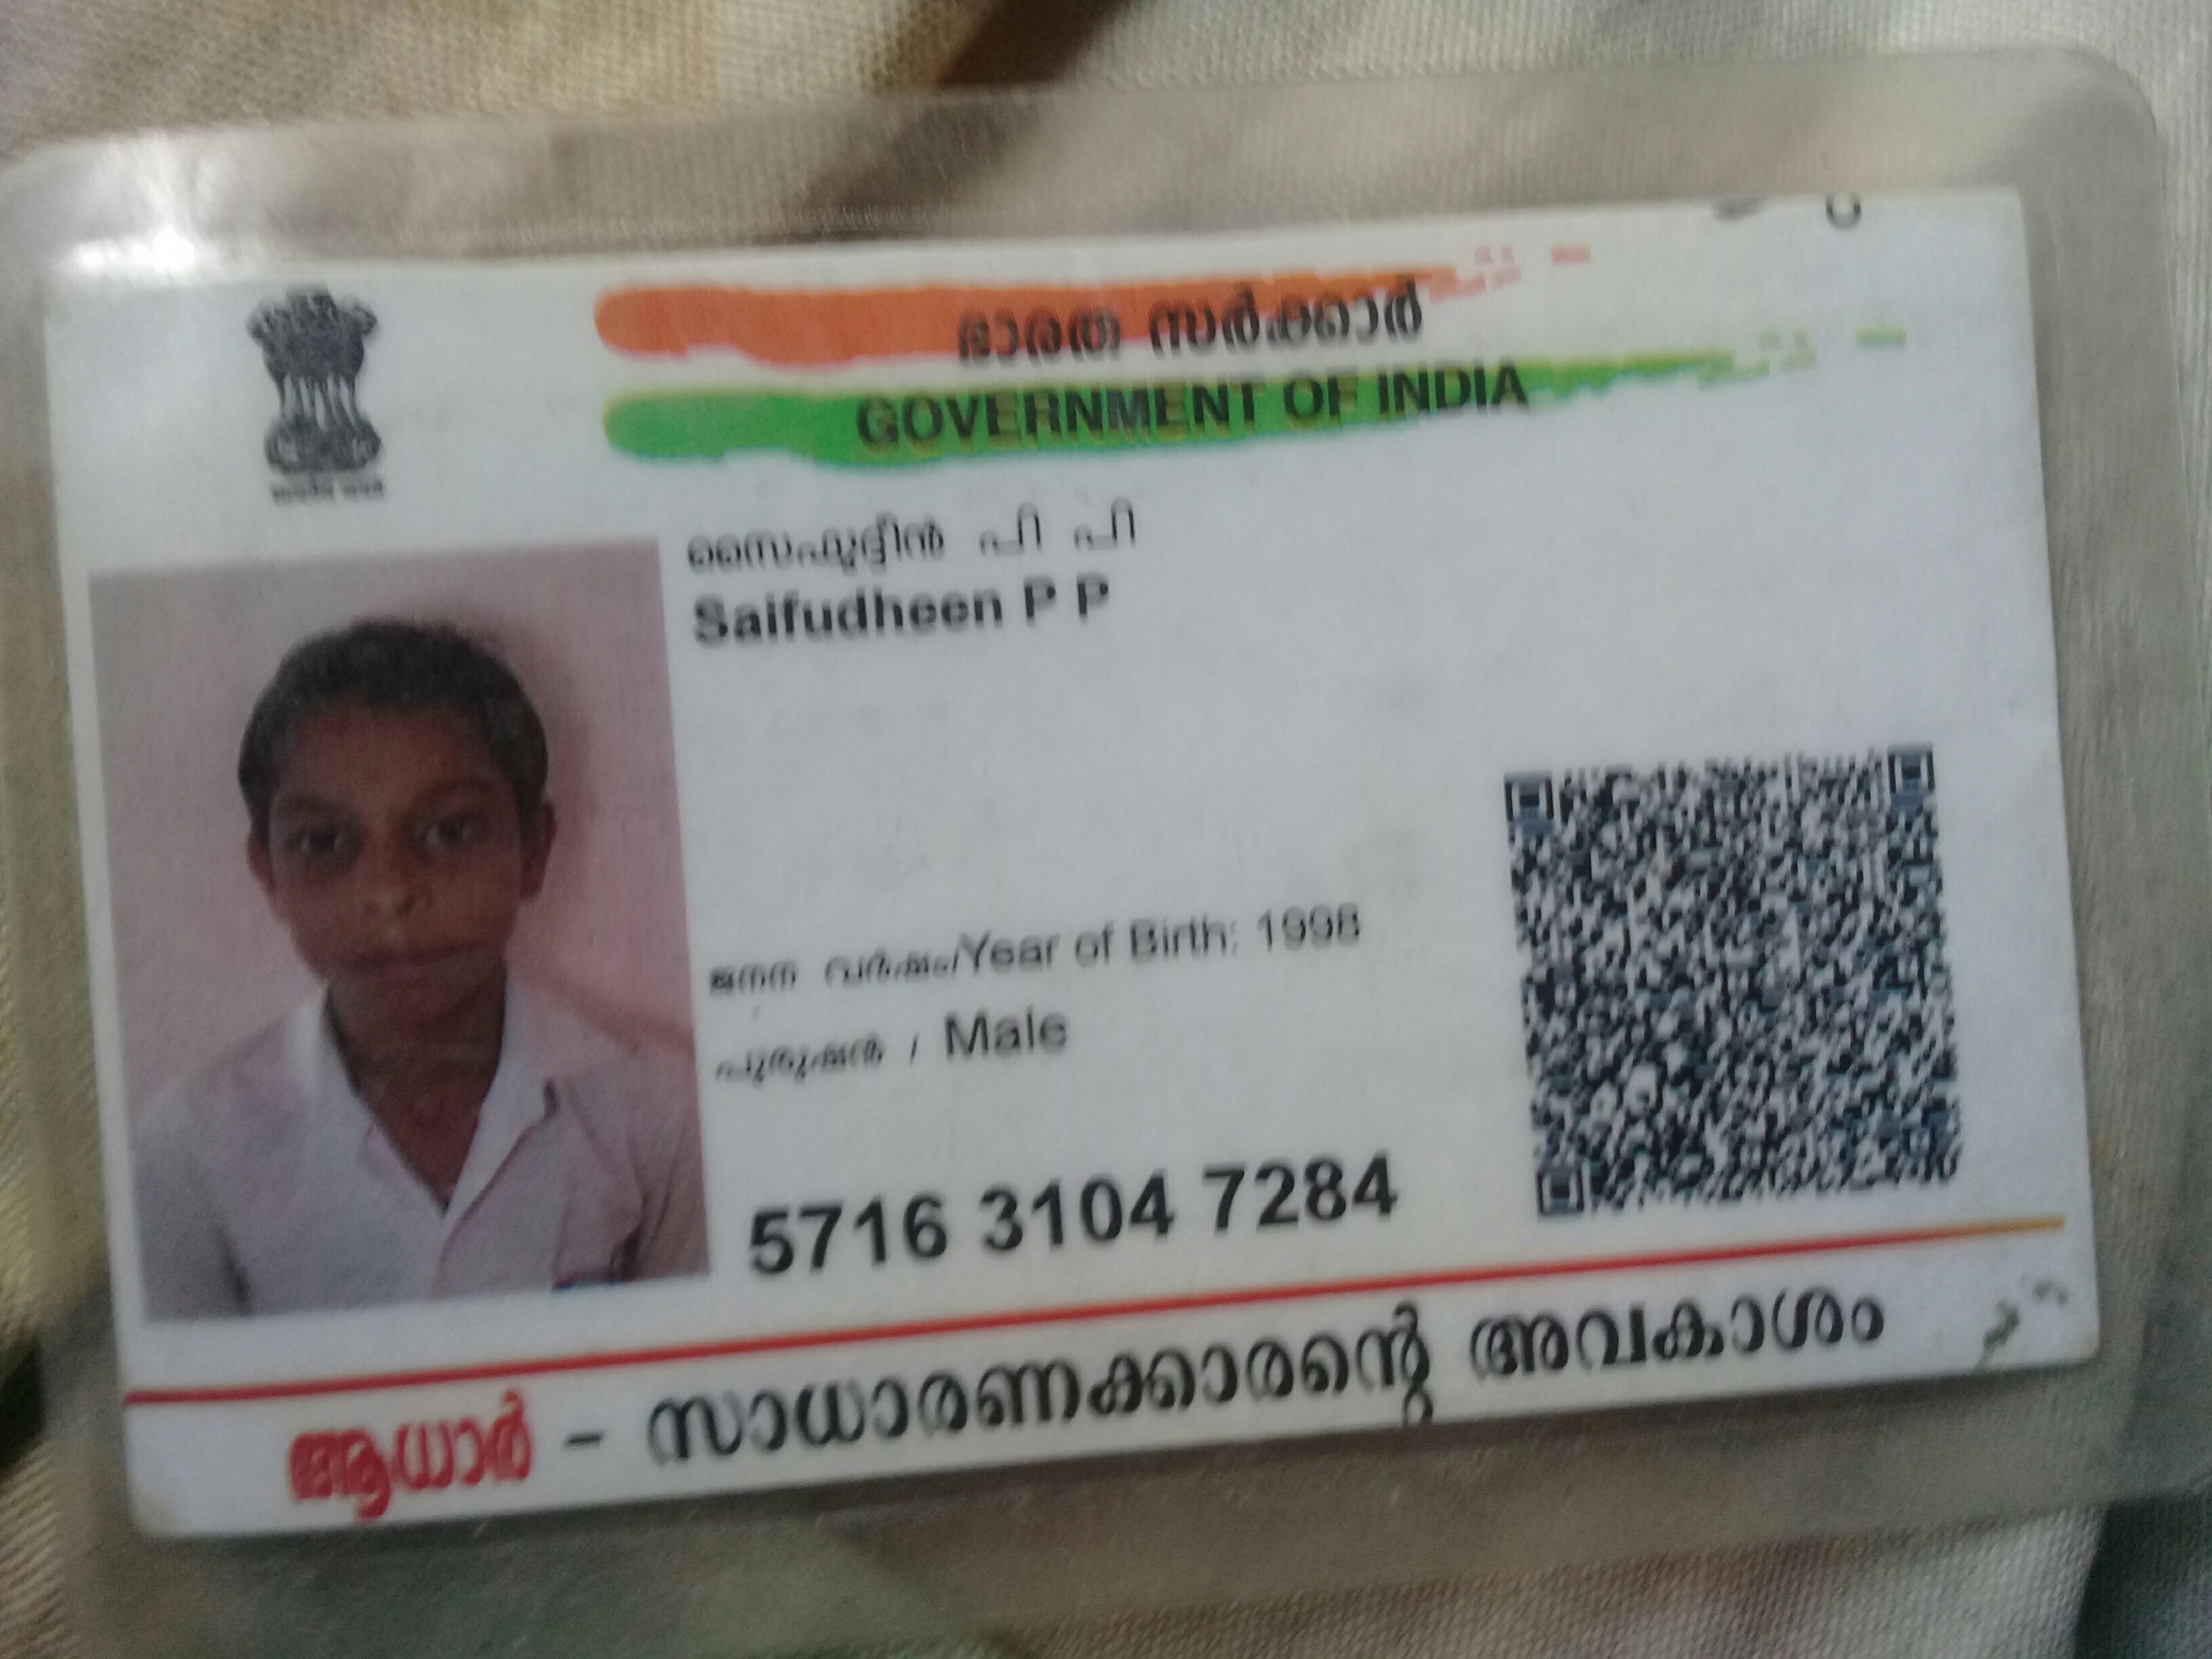 ഭാരത സർക്കാർ
GOVERNMENT OF INDIA
സൈഫുദ്ദീൻ പി പി
Saifudheen P P
ജനന വർഷം/Year of Birth: 1998
പുരുഷൻ / Male
5716 3104 7284
ആധാർ - സാധാരണക്കാരന്റെ അവകാശം